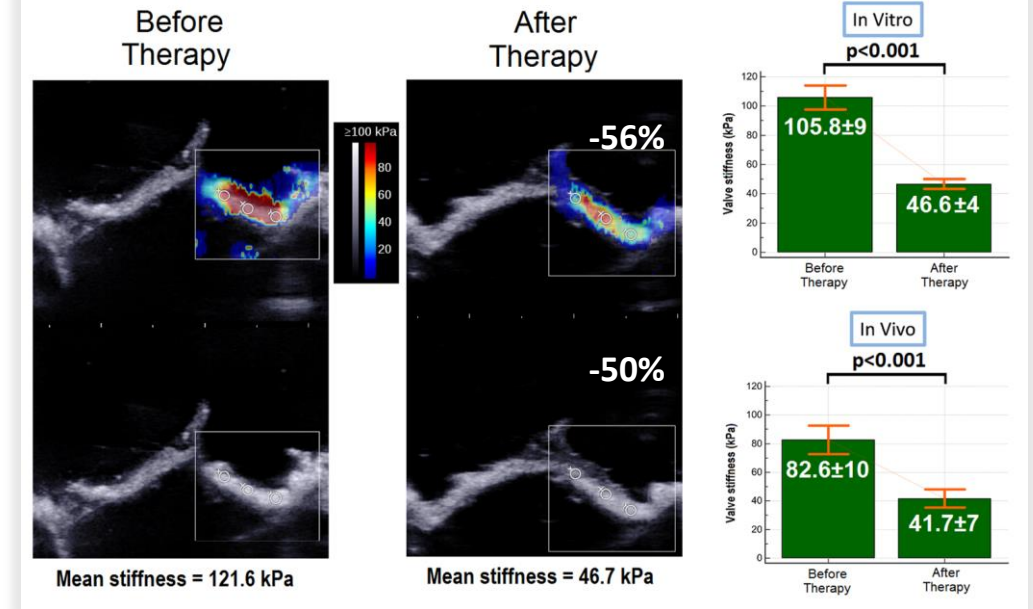 Before
Therapy
After
Therapy
≥100 kPa
80
60
40
20
-56%
-50%
Mean stiffness = 121.6 kPa
Mean stiffness = 46.7 kPa
In Vitro
p<0.001
Valve stiffness (kPa)
120
100
80
60
40
20
0
105.8±9
46.6±4
Before
Therapy
After
Therapy
In Vivo
p<0.001
Valve stiffness (kPa)
120
100
80
60
40
20
0
82.6±10
41.7±7
Before
Therapy
After
Therapy